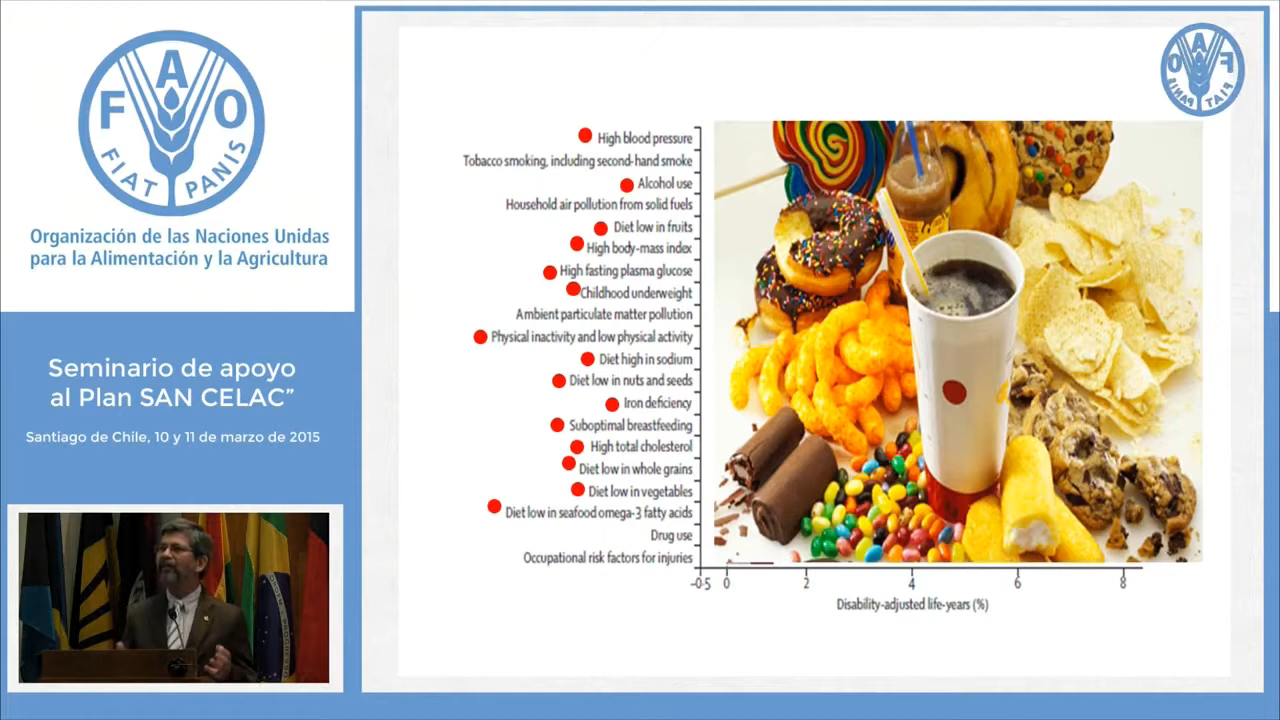 F A O
FIAT PANIS
Organización de las Naciones Unidas
para la Alimentación y la Agricultura
Seminario de apoyo
al Plan SAN CELAC”
Santiago de Chile, 10 y 11 de marzo de 2015
FAO
FIAT PANIS
High blood pressure
Tobacco smoking, including second-hand smoke
Alcohol use
Household air pollution from solid fuels
Diet low in fruits
High body-mass index
High fasting plasma glucose
Childhood underweight
Ambient particulate matter pollution
Physical inactivity and low physical activity
Diet high in sodium
Diet low in nuts and seeds
Iron deficiency
Suboptimal breastfeeding
High total cholesterol
Diet low in whole grains
Diet low in vegetables
Diet low in seafood omega-3 fatty acids
Drug use
Occupational risk factors for injuries
–0·5 0 2 4 6 8
Disability-adjusted life-years (%)